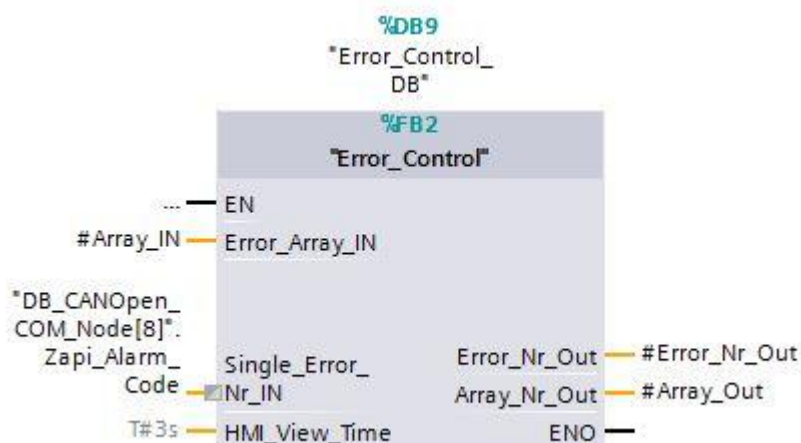 %DB9
"Error_Control_
DB"
%FB2
"Error_Control"
... EN
#Array_IN Error_Array_IN
"DB_CANOpen_
COM_Node[8]".
Zapi_Alarm_
Code
Single_Error_
Nr_IN
Error_Nr_Out #Error_Nr_Out
Array_Nr_Out #Array_Out
T#3s HMI_View_Time ENO